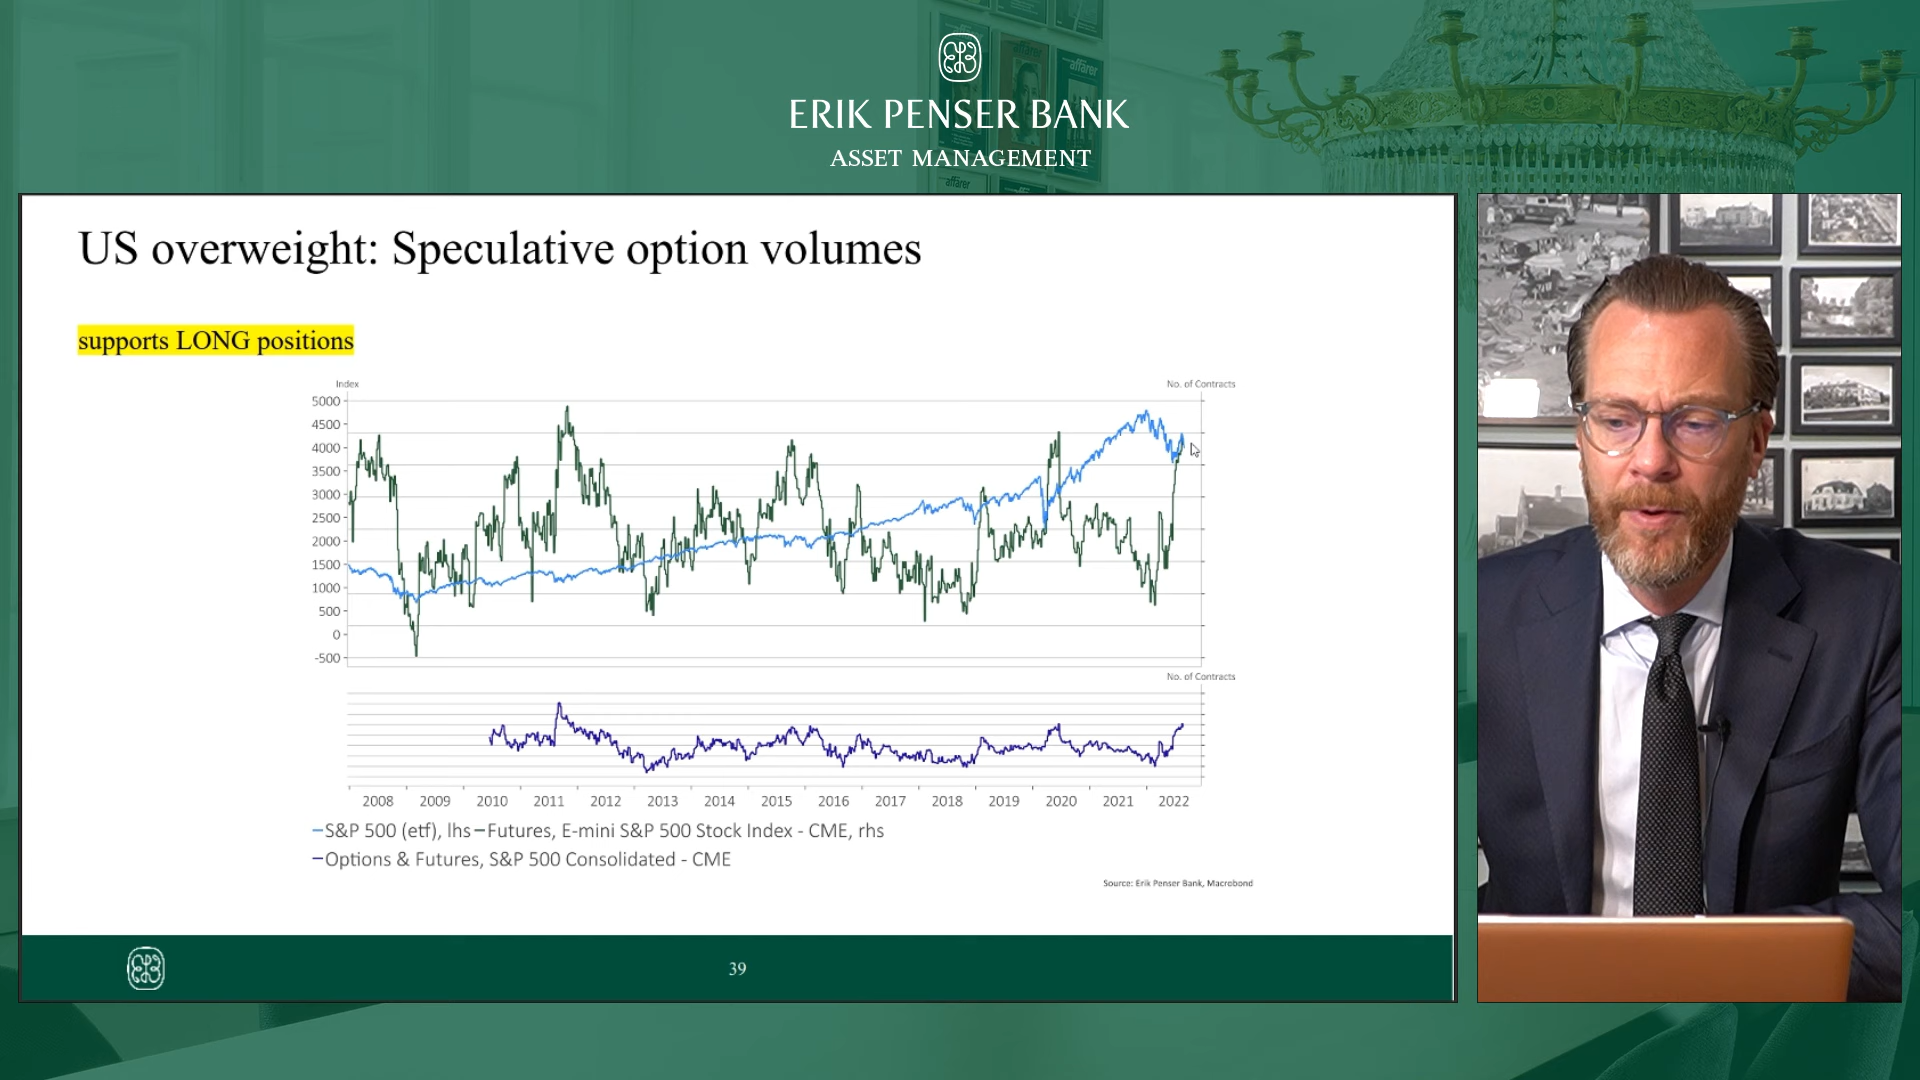 affärer
affärer
ERIK PENSER BANK
ASSET MANAGEMENT
affär
US overweight: Speculative option volumes
supports LONG positions
Index
No. of Contracts
5000
4500
4000
3500
3000
2500
2000
1500
1000
500
0
-500
No. of Contracts
2008 2009 2010 2011 2012 2013 2014 2015 2016 2017 2018 2019 2020 2021 2022
S&P 500 (etf), lhs Futures, E-mini S&P 500 Stock Index - CME, rhs
Options & Futures, S&P 500 Consolidated - CME
Source: Erik Penser Bank, Macrobond
39